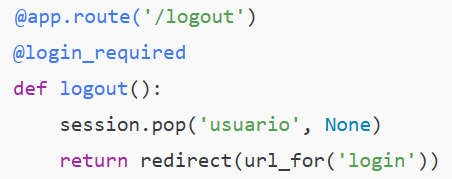 @app.route('/logout')
@login_required
def logout():
    session.pop('usuario', None)
    return redirect(url_for('login'))